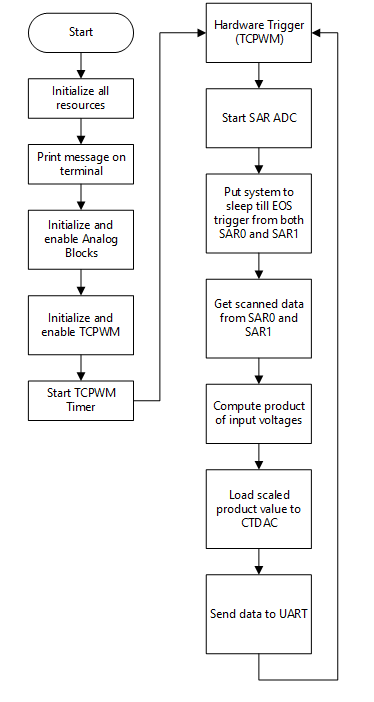 Start
Initialize all
resources
Print message on
terminal
Initialize and
enable Analog
Blocks
Initialize and
enable TCPWM
Start TCPWM
Timer
Hardware Trigger
(TCPWM)
Start SAR ADC
Put system to
sleep till EOS
trigger from both
SAR0 and SAR1
Get scanned data
from SAR0 and
SAR1
Compute product
of input voltages
Load scaled
product value to
CTDAC
Send data to UART